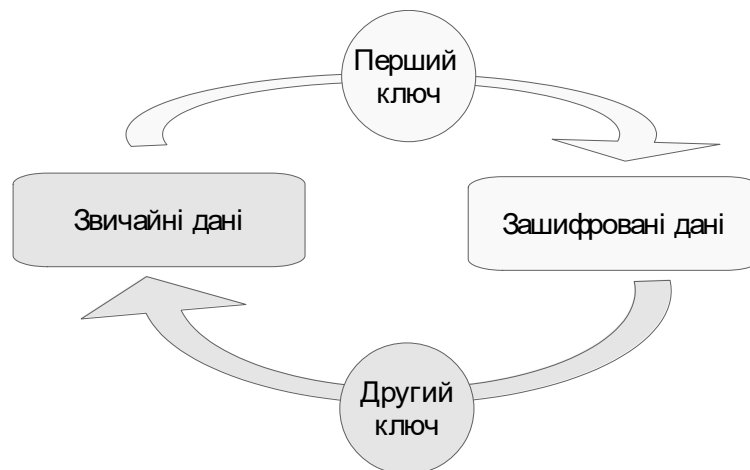 Перший
ключ
Звичайні дані
Зашифровані дані
Другий
ключ